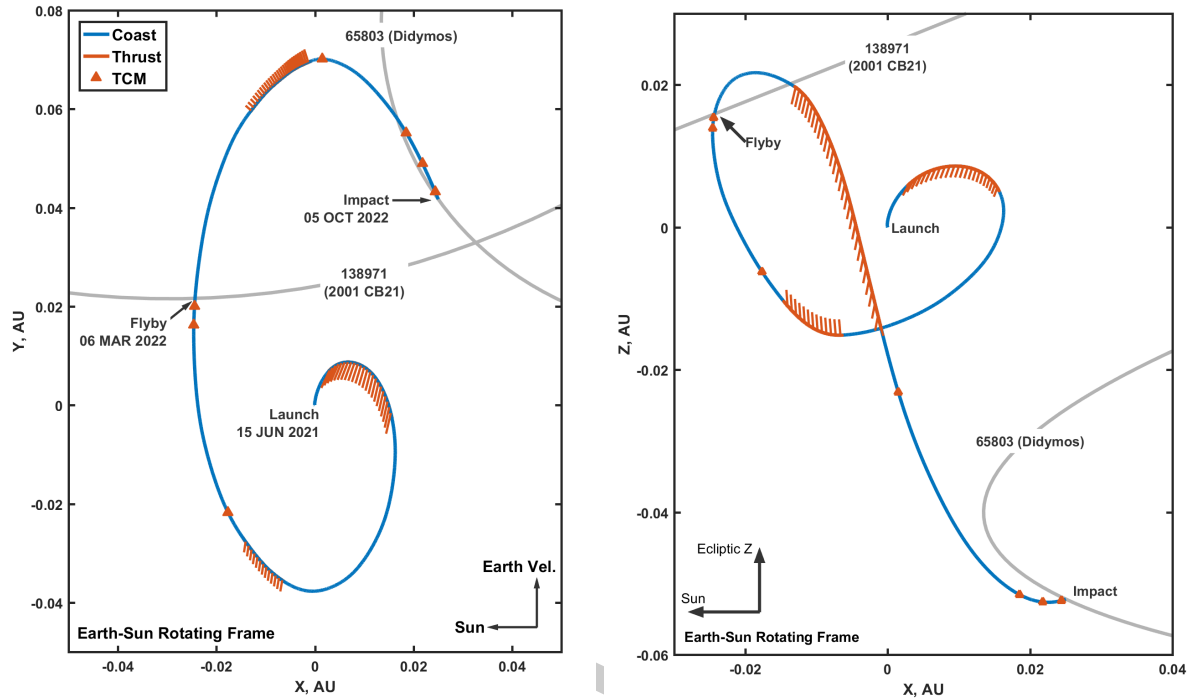 0.08
0.06
0.04
0.02
0
-0.02
-0.04
Y, AU
Coast
Thrust
TCM
65803 (Didymos)
Impact
05 OCT 2022
138971
(2001 CB21)
Flyby
06 MAR 2022
Launch
15 JUN 2021
Earth Vel.
Sun
Earth-Sun Rotating Frame
-0.04
-0.02
0
0.02
0.04
X, AU
0.02
0
-0.02
-0.04
-0.06
Z, AU
138971
(2001 CB21)
Flyby
Launch
65803 (Didymos)
Ecliptic Z
Sun
Impact
Earth-Sun Rotating Frame
-0.02
0
0.02
0.04
X, AU